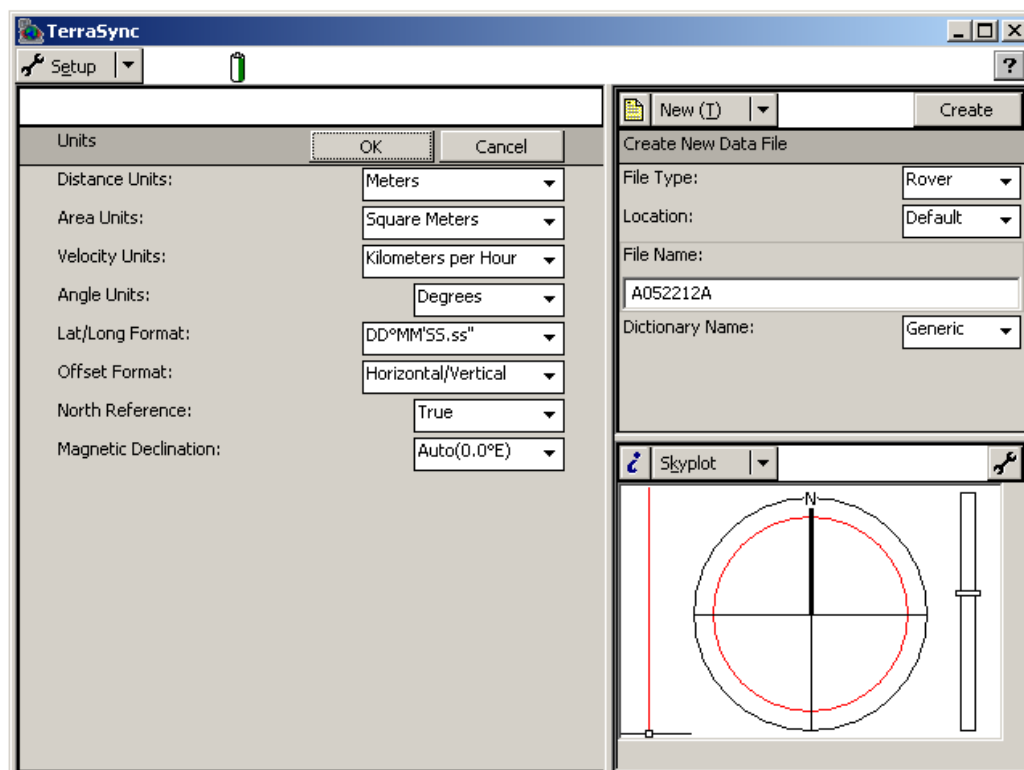 TerraSync
Setup
?
Units OK Cancel
Distance Units: Meters
Area Units: Square Meters
Velocity Units: Kilometers per Hour
Angle Units: Degrees
Lat/Long Format: DD°MM'SS.ss"
Offset Format: Horizontal/Vertical
North Reference: True
Magnetic Declination: Auto(0.0°E)
New (T) Create
Create New Data File
File Type: Rover
Location: Default
File Name:
A052212A
Dictionary Name: Generic
i Skyplot
N